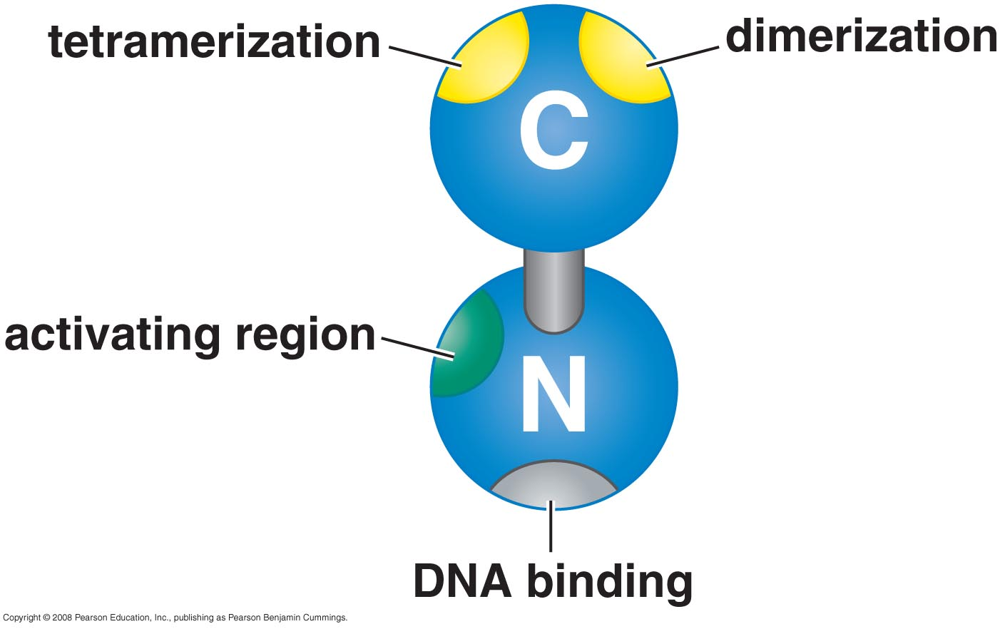 tetramerization
dimerization
C
activating region
N
DNA binding
Copyright © 2008 Pearson Education, Inc., publishing as Pearson Benjamin Cummings.